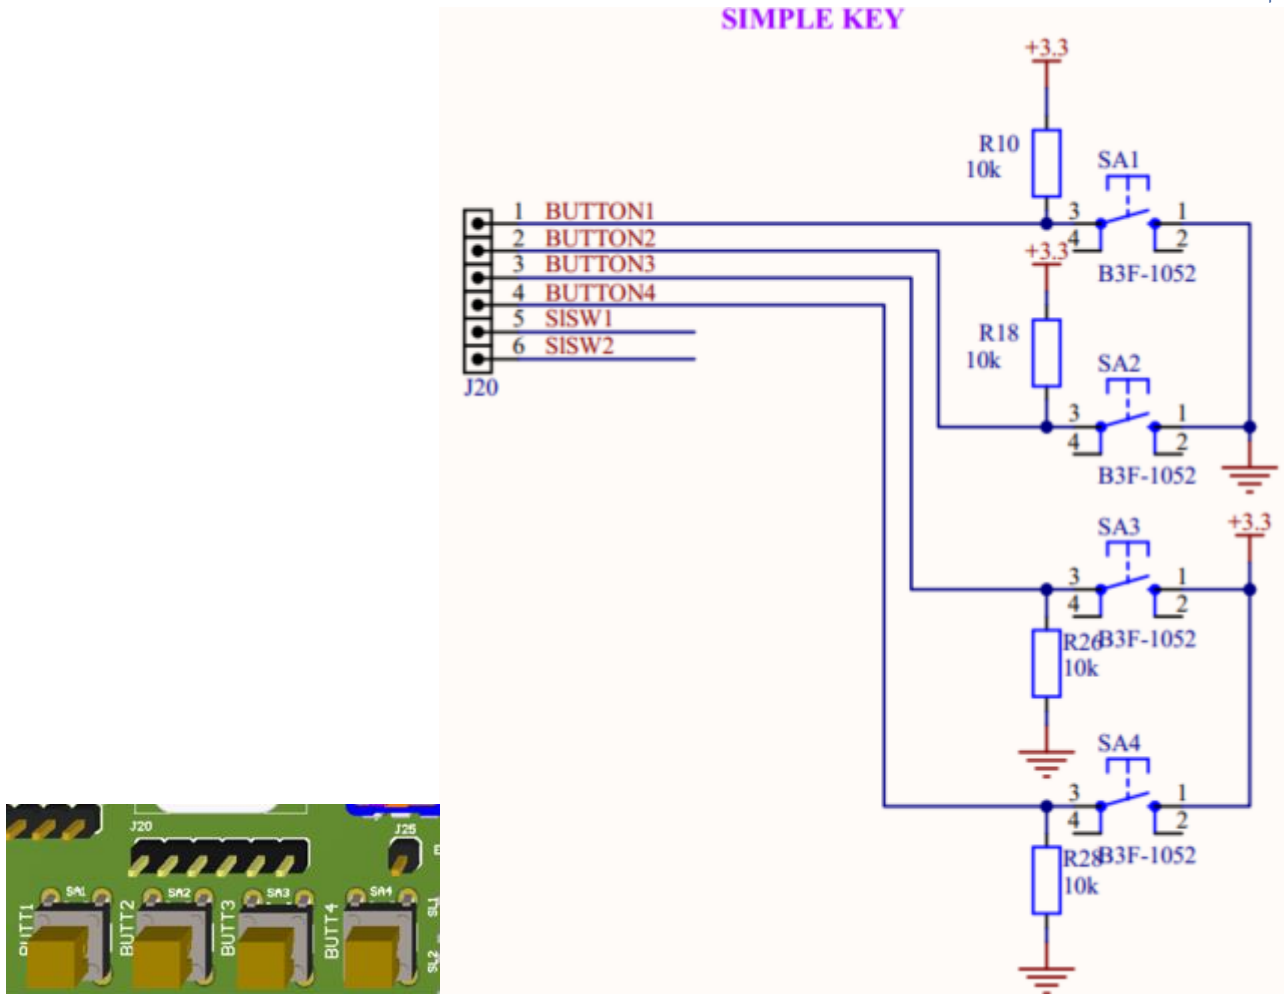 SIMPLE KEY
+3.3
R10
10k
SA1
3 1
4 2
B3F-1052
1 BUTTON1
2 BUTTON2
3 BUTTON3
4 BUTTON4
5 SISW1
6 SISW2
J20
+3.3
R18
10k
SA2
3 1
4 2
B3F-1052
+3.3
SA3
3 1
4 2
R26 B3F-1052
10k
SA4
3 1
4 2
R28 B3F-1052
10k
J20
J25
E
SA1
SA2
SA3
SA4
BUTT1
BUTT2
BUTT3
BUTT4
SL1
SL2